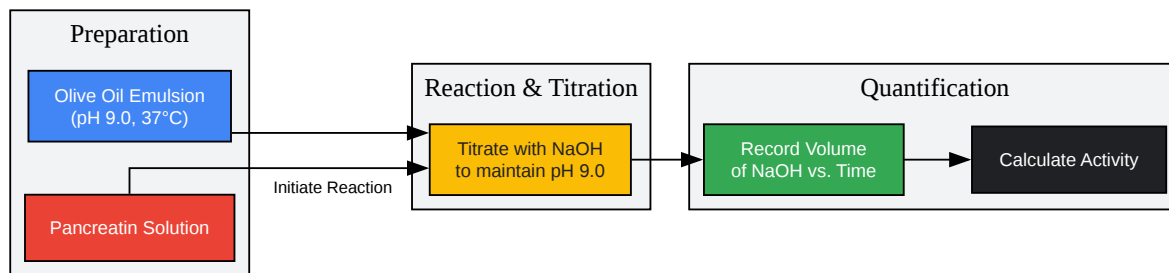 Preparation
Olive Oil Emulsion
(pH 9.0, 37°C)
Pancreatin Solution
Initiate Reaction
Reaction & Titration
Titrate with NaOH
to maintain pH 9.0
Quantification
Record Volume
of NaOH vs. Time
Calculate Activity